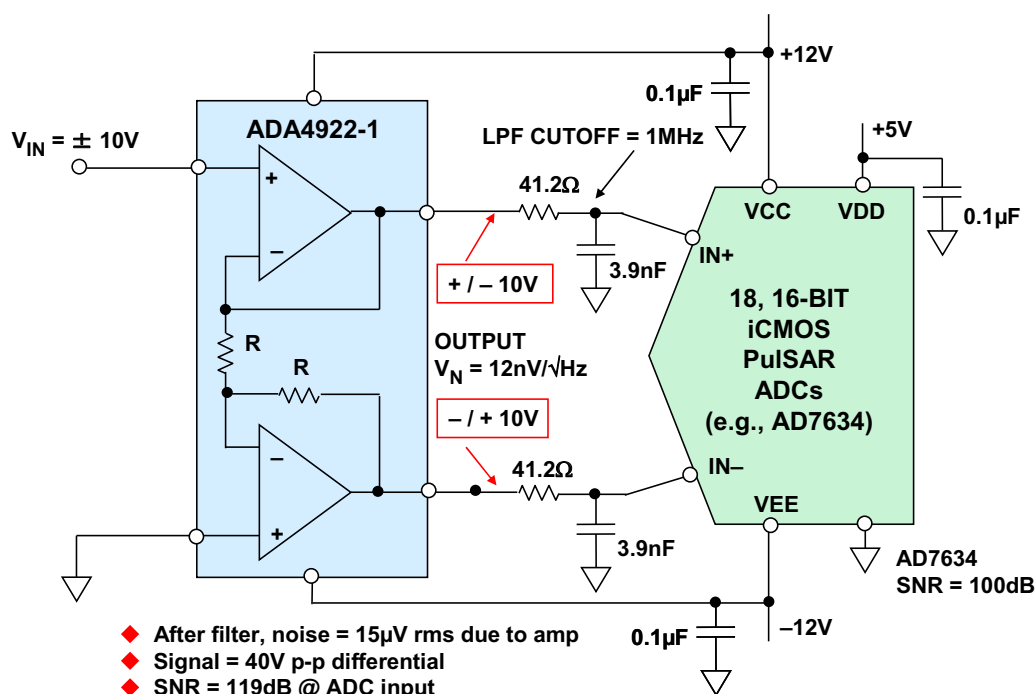 +12V
0.1µF
ADA4922-1
V_IN = ± 10V
LPF CUTOFF = 1MHz
+5V
41.2Ω
+
VCC
VDD
0.1µF
–
IN+
+ / – 10V
3.9nF
18, 16-BIT
iCMOS
PulSAR
ADCs
(e.g., AD7634)
R
R
OUTPUT
V_N = 12nV/√Hz
– / + 10V
–
41.2Ω
IN–
VEE
+
3.9nF
AD7634
SNR = 100dB
–12V
0.1µF
After filter, noise = 15µV rms due to amp
Signal = 40V p-p differential
SNR = 119dB @ ADC input